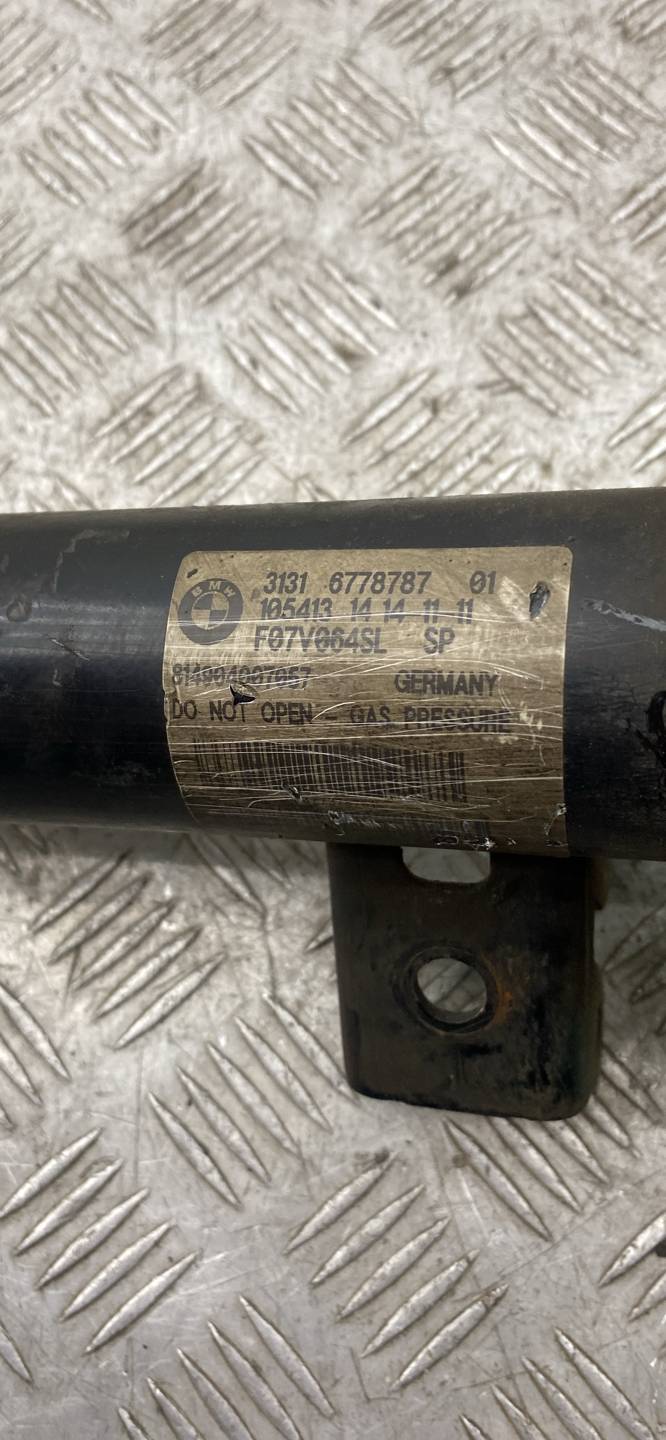 BMW
3131 6778787 01
105413 14 14 11 11
F07V064SL SP
GERMANY
DO NOT OPEN - GAS PRESSURE